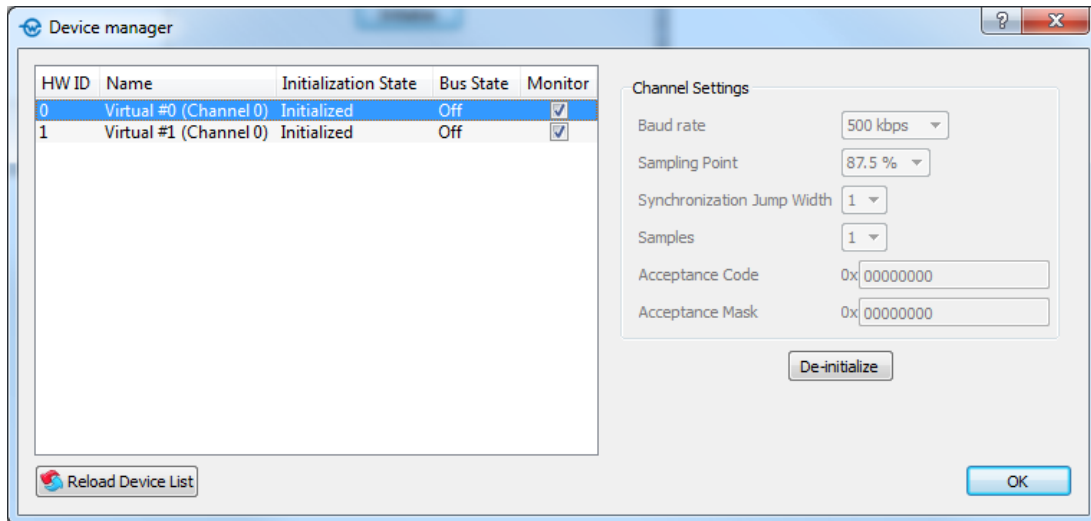 Device manager
HW ID Name Initialization State Bus State Monitor
0 Virtual #0 (Channel 0) Initialized Off
1 Virtual #1 (Channel 0) Initialized Off
Channel Settings
Baud rate 500 kbps
Sampling Point 87.5 %
Synchronization Jump Width 1
Samples 1
Acceptance Code 0x 00000000
Acceptance Mask 0x 00000000
De-initialize
Reload Device List
OK